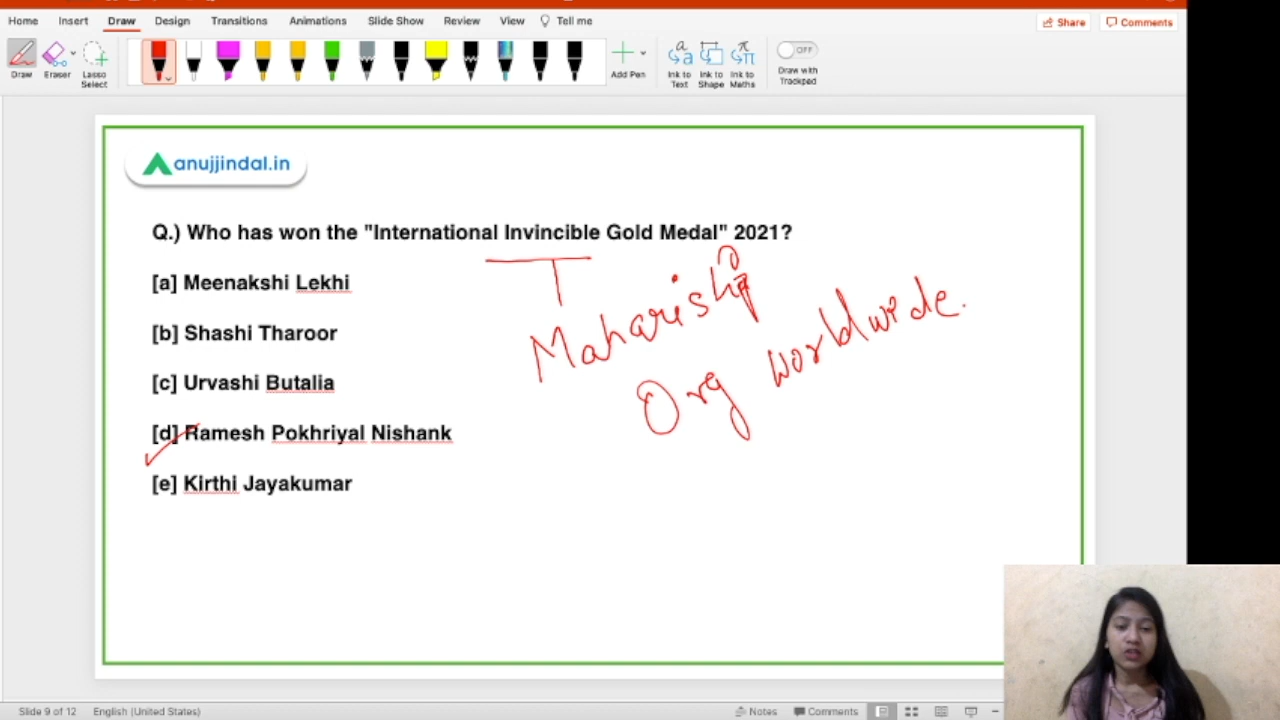 Home Insert Draw Design Transitions Animations Slide Show Review View Tell me Share Comments
Draw Eraser Lasso Select Add Pen Ink to Text Ink to Shape Ink to Maths OFF Draw with Trackpad
anujjindal.in
Q.) Who has won the "International Invincible Gold Medal" 2021?
[a] Meenakshi Lekhi
[b] Shashi Tharoor
[c] Urvashi Butalia
[d] Ramesh Pokhriyal Nishank
[e] Kirthi Jayakumar
Maharishi
Org worldwide.
Slide 9 of 12 English (United States) Notes Comments